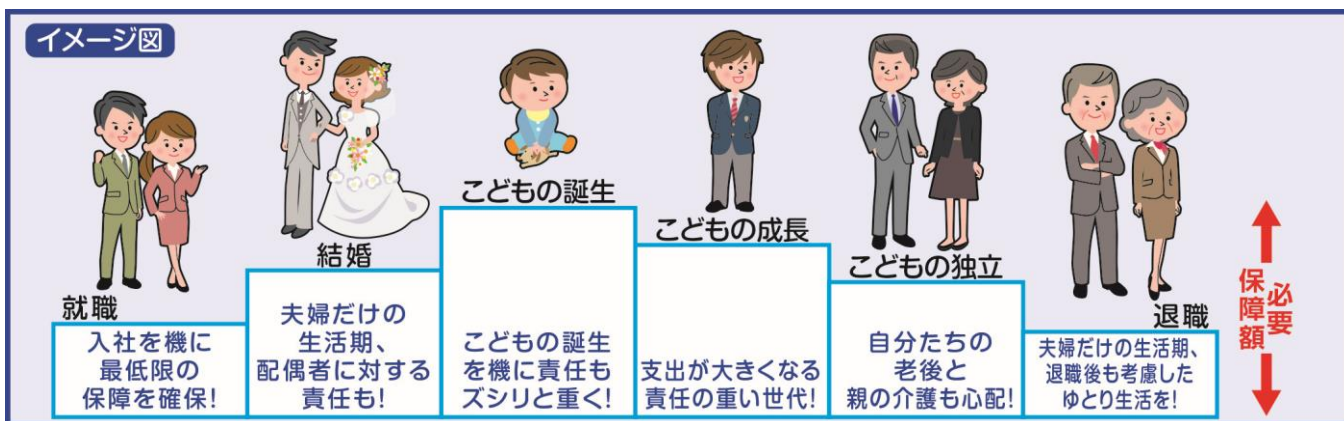 イメージ図
就職
入社を機に
最低限の
保障を確保!
結婚
夫婦だけの
生活期、
配偶者に対する
責任も!
こどもの誕生
こどもの誕生
を機に責任も
ズシリと重く!
こどもの成長
支出が大きくなる
責任の重い世代!
こどもの独立
自分たちの
老後と
親の介護も心配!
退職
夫婦だけの生活期、
退職後も考慮した
ゆとり生活を!
必要
保障額